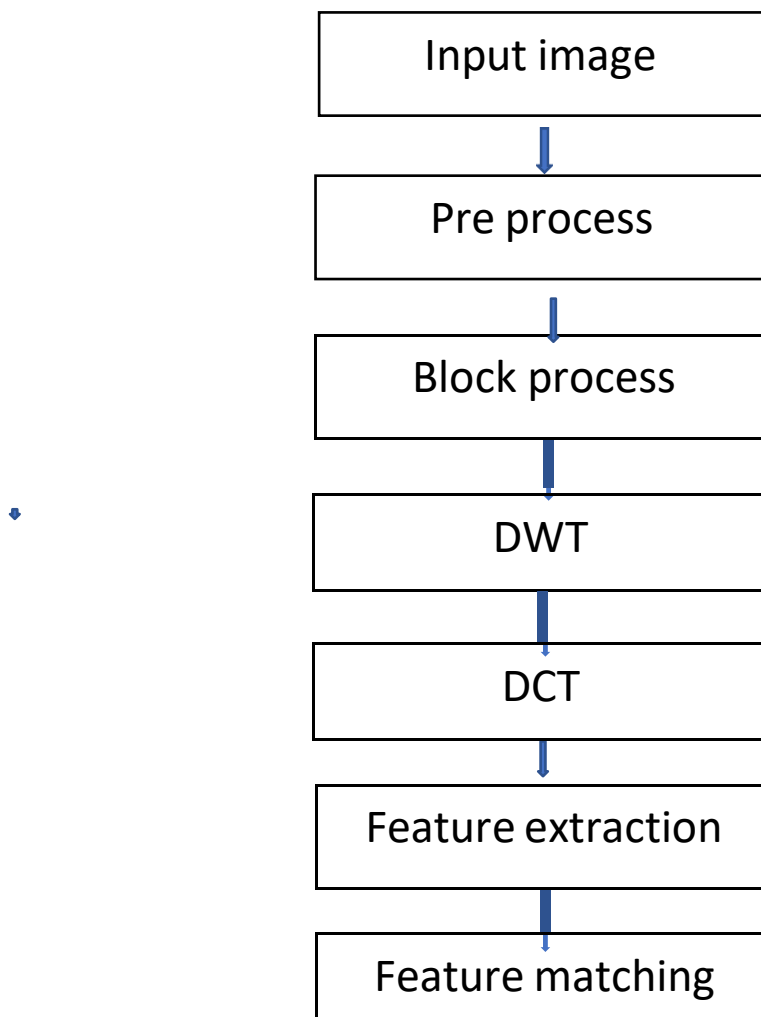 Input image
Pre process
Block process
DWT
DCT
Feature extraction
Feature matching